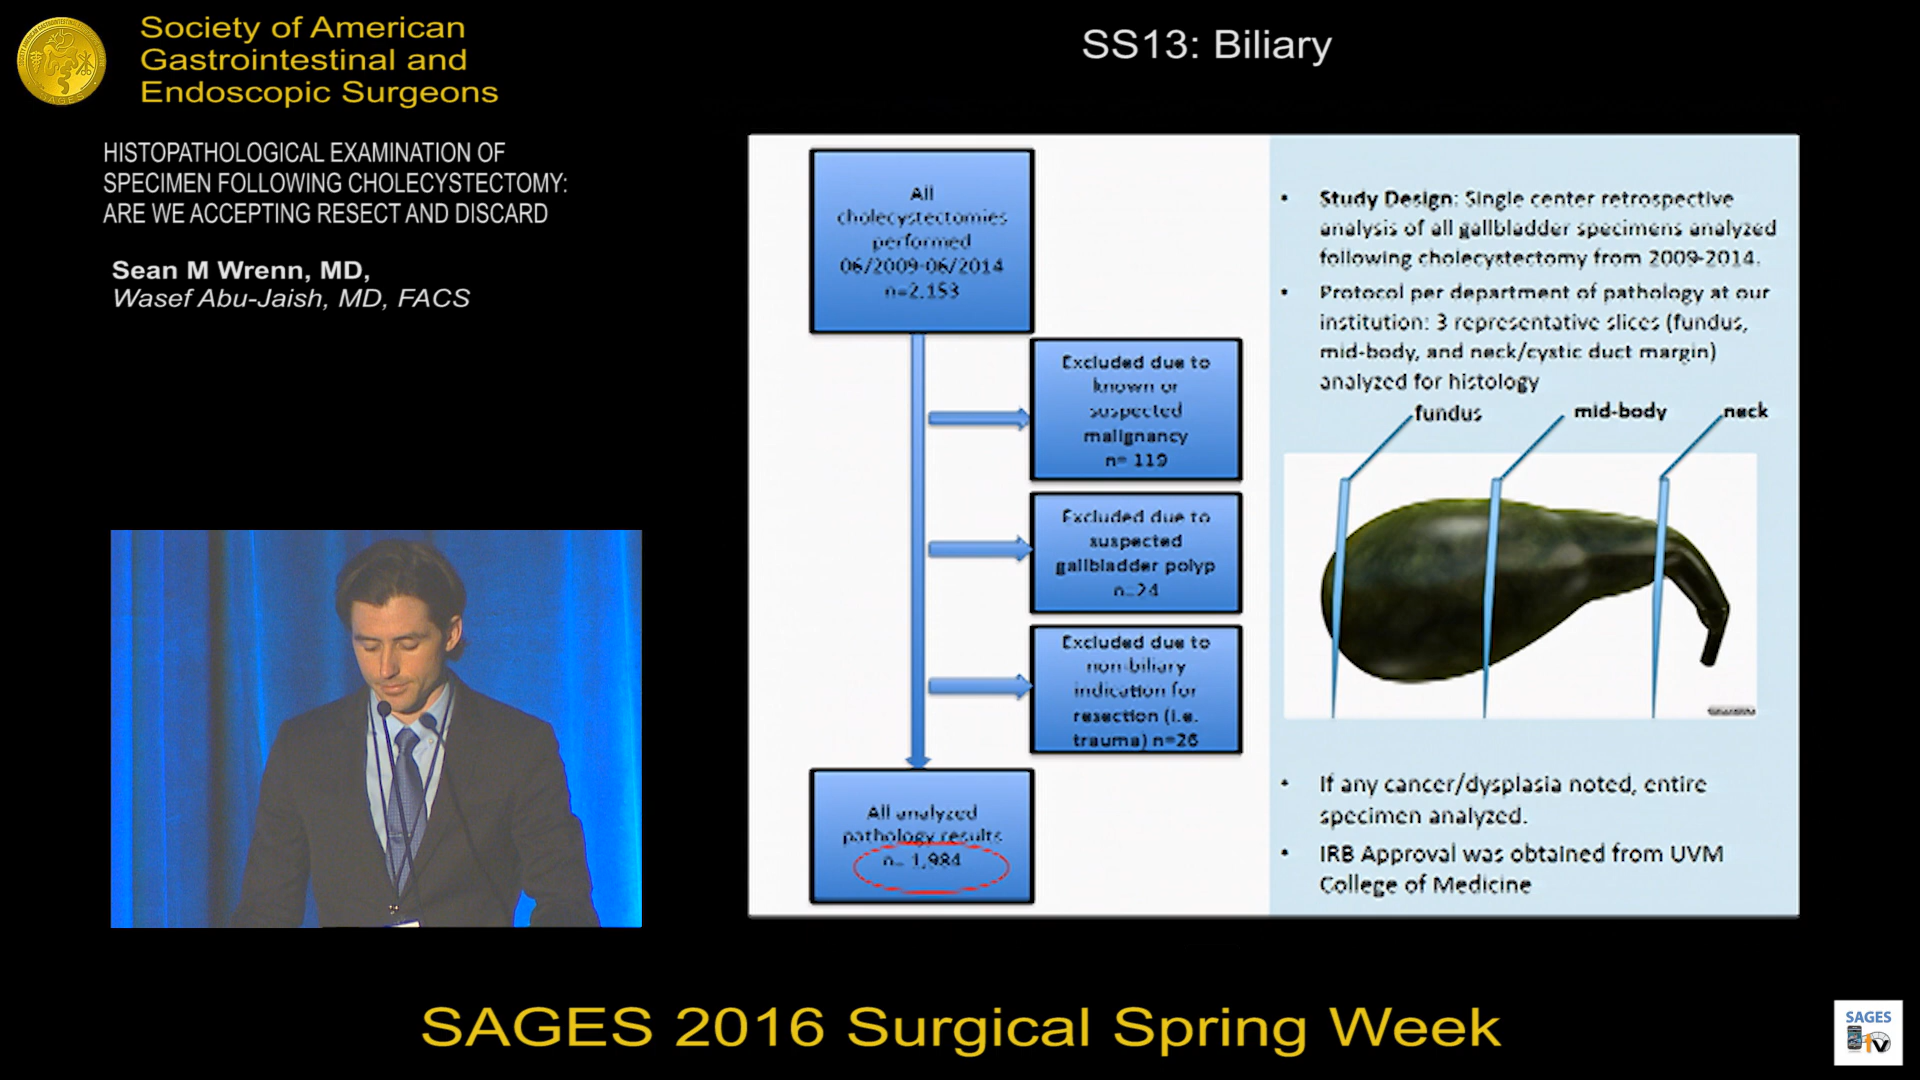 Society of American
Gastrointestinal and
Endoscopic Surgeons
SS13: Biliary
HISTOPATHOLOGICAL EXAMINATION OF
SPECIMEN FOLLOWING CHOLECYSTECTOMY:
ARE WE ACCEPTING RESECT AND DISCARD
Sean M Wrenn, MD,
Wasef Abu-Jaish, MD, FACS
All
cholecystectomies
performed
06/2009-06/2014
n=2,153
Excluded due to
known or
suspected
malignancy
n= 119
Excluded due to
suspected
gallbladder polyp
n=24
Excluded due to
non-biliary
indication for
resection (i.e.
trauma) n=26
All analyzed
pathology results
n= 1,984
• Study Design: Single center retrospective
analysis of all gallbladder specimens analyzed
following cholecystectomy from 2009-2014.
• Protocol per department of pathology at our
institution: 3 representative slices (fundus,
mid-body, and neck/cystic duct margin)
analyzed for histology
fundus mid-body neck
• If any cancer/dysplasia noted, entire
specimen analyzed.
• IRB Approval was obtained from UVM
College of Medicine
SAGES 2016 Surgical Spring Week
SAGES
tv